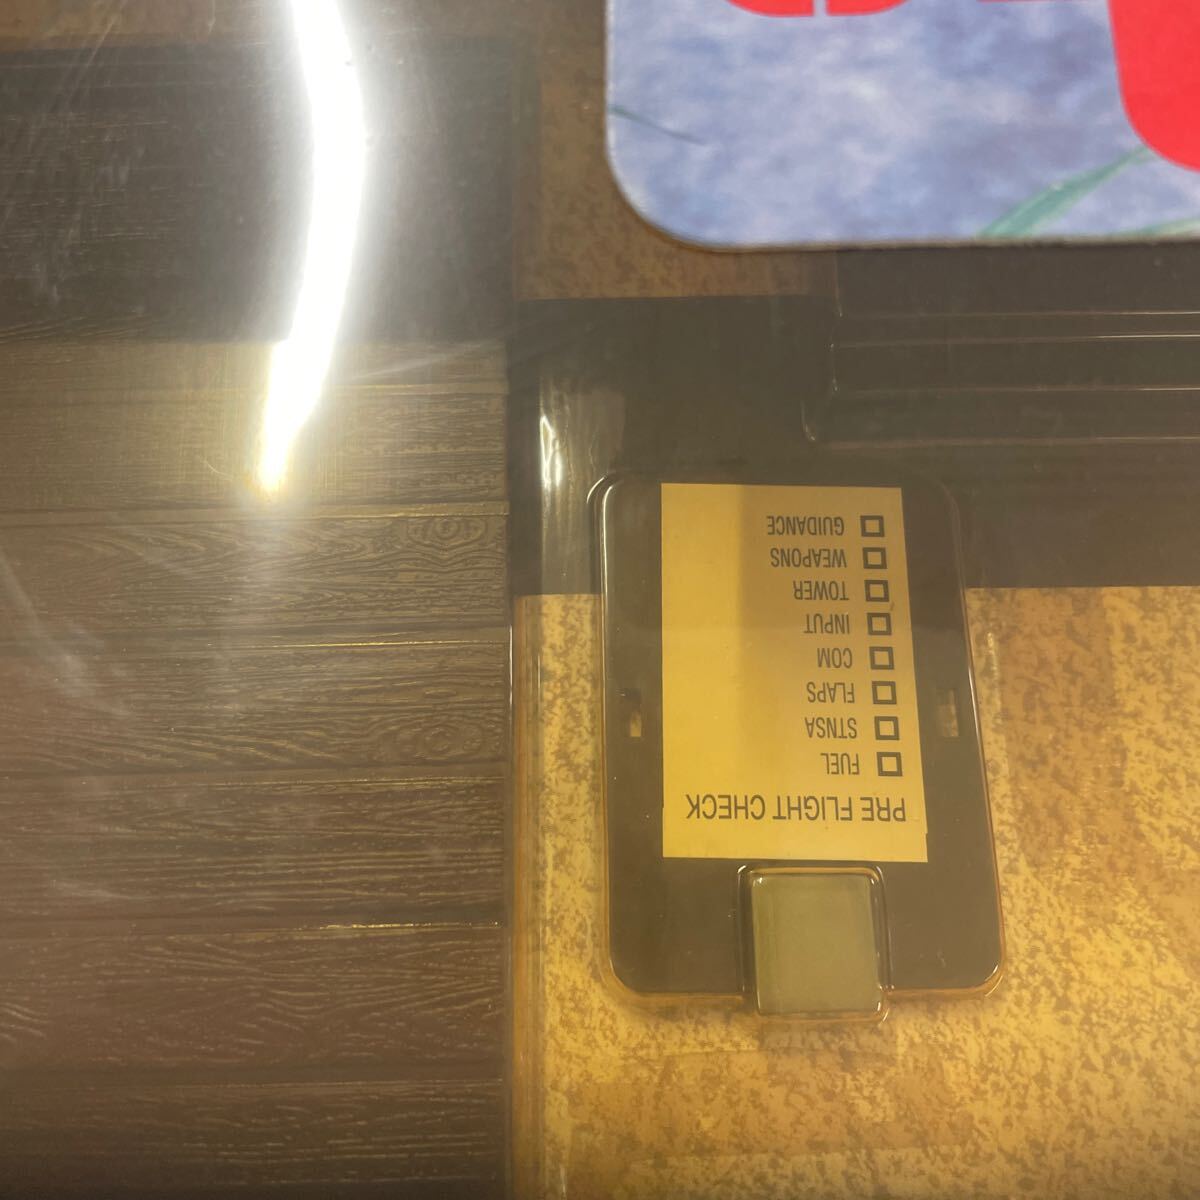 PRE FLIGHT CHECK
FUEL
STNSA
FLAPS
COM
INPUT
TOWER
WEAPONS
GUIDANCE